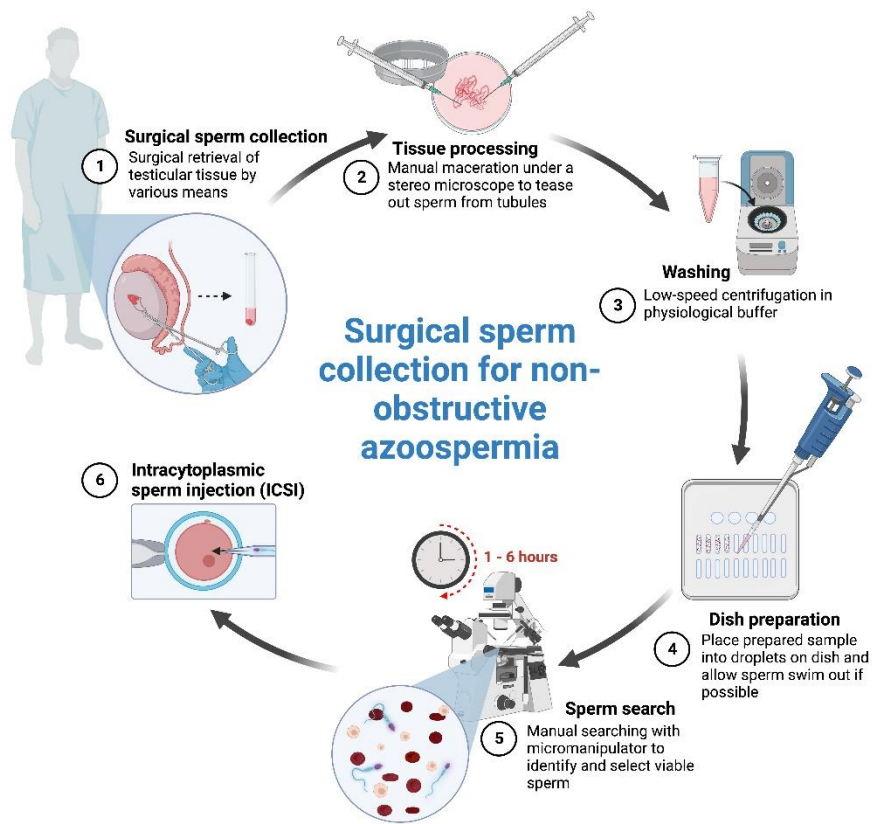 Surgical sperm
collection for non-
obstructive
azoospermia
1
Surgical sperm collection
Surgical retrieval of
testicular tissue by
various means
2
Tissue processing
Manual maceration under a
stereo microscope to tease
out sperm from tubules
3
Washing
Low-speed centrifugation in
physiological buffer
4
Dish preparation
Place prepared sample
into droplets on dish and
allow sperm swim out if
possible
1 - 6 hours
5
Sperm search
Manual searching with
micromanipulator to
identify and select viable
sperm
6
Intracytoplasmic
sperm injection (ICSI)